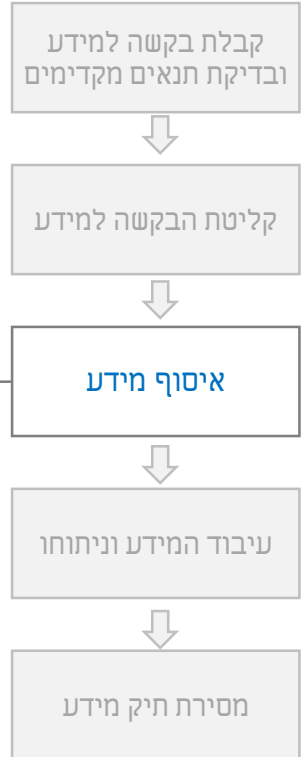 קבלת בקשה למידע
ובדיקת תנאים מקדימים
קליטת הבקשה למידע
איסוף מידע
עיבוד המידע וניתוחו
מסירת תיק מידע